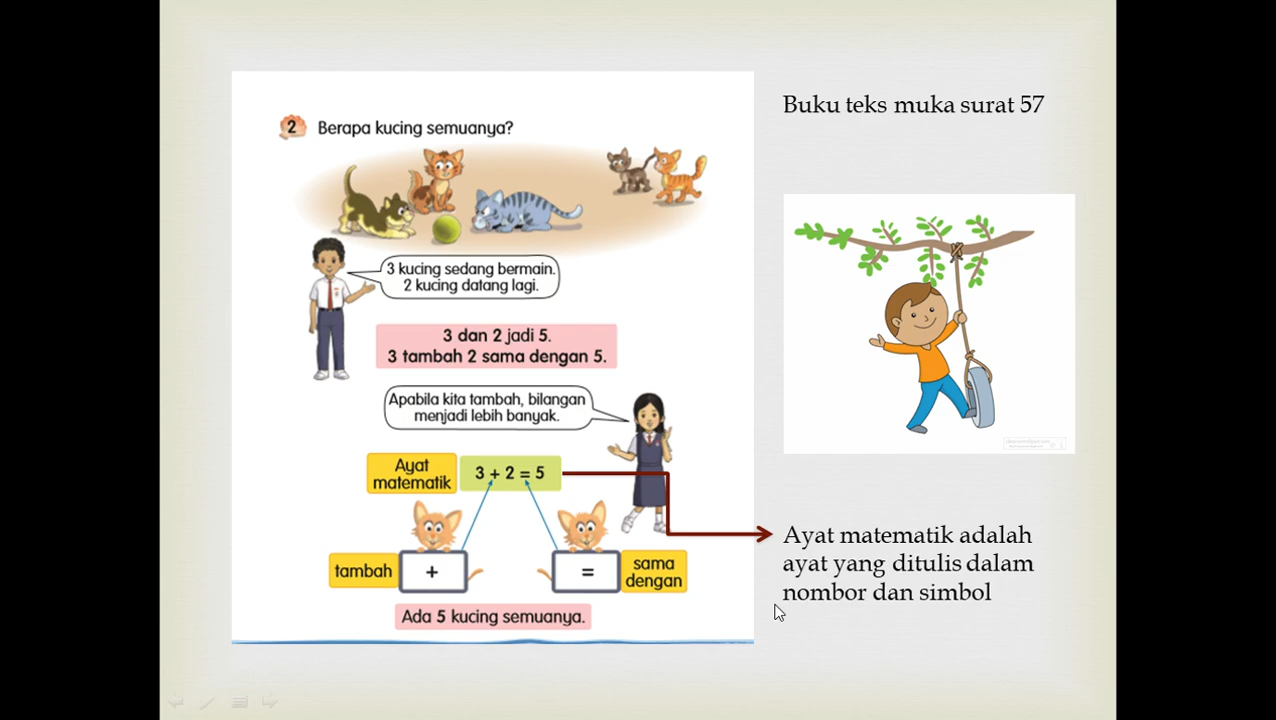 Buku teks muka surat 57
2 Berapa kucing semuanya?
3 kucing sedang bermain.
2 kucing datang lagi.
3 dan 2 jadi 5.
3 tambah 2 sama dengan 5.
Apabila kita tambah, bilangan
menjadi lebih banyak.
Ayat
matematik
3 + 2 = 5
tambah
+
=
sama
dengan
Ada 5 kucing semuanya.
Ayat matematik adalah
ayat yang ditulis dalam
nombor dan simbol